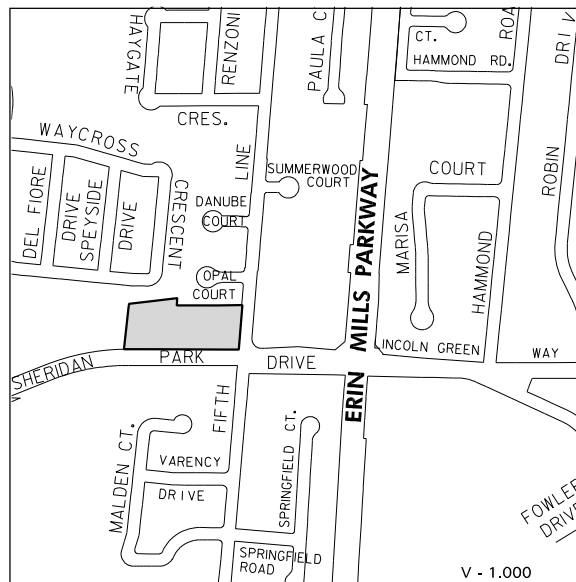 HAYGATE
RENZONI
PAULA C
CT.
HAMMOND RD.
ROA
DRIV
CRES.
WAYCROSS
LINE
SUMMERWOOD
COURT
COURT
ROBIN
DEL FIORE
DRIVE
SPEYSIDE
DRIVE
CRESCENT
DANUBE
COURT
MARISA
HAMMOND
OPAL
COURT
ERIN MILLS PARKWAY
SHERIDAN
PARK
DRIVE
LINCOLN GREEN
WAY
MALDEN CT.
FIFTH
VARENCY
DRIVE
SPRINGFIELD CT.
SPRINGFIELD
ROAD
FOWLER
DRIVE
V - 1.000